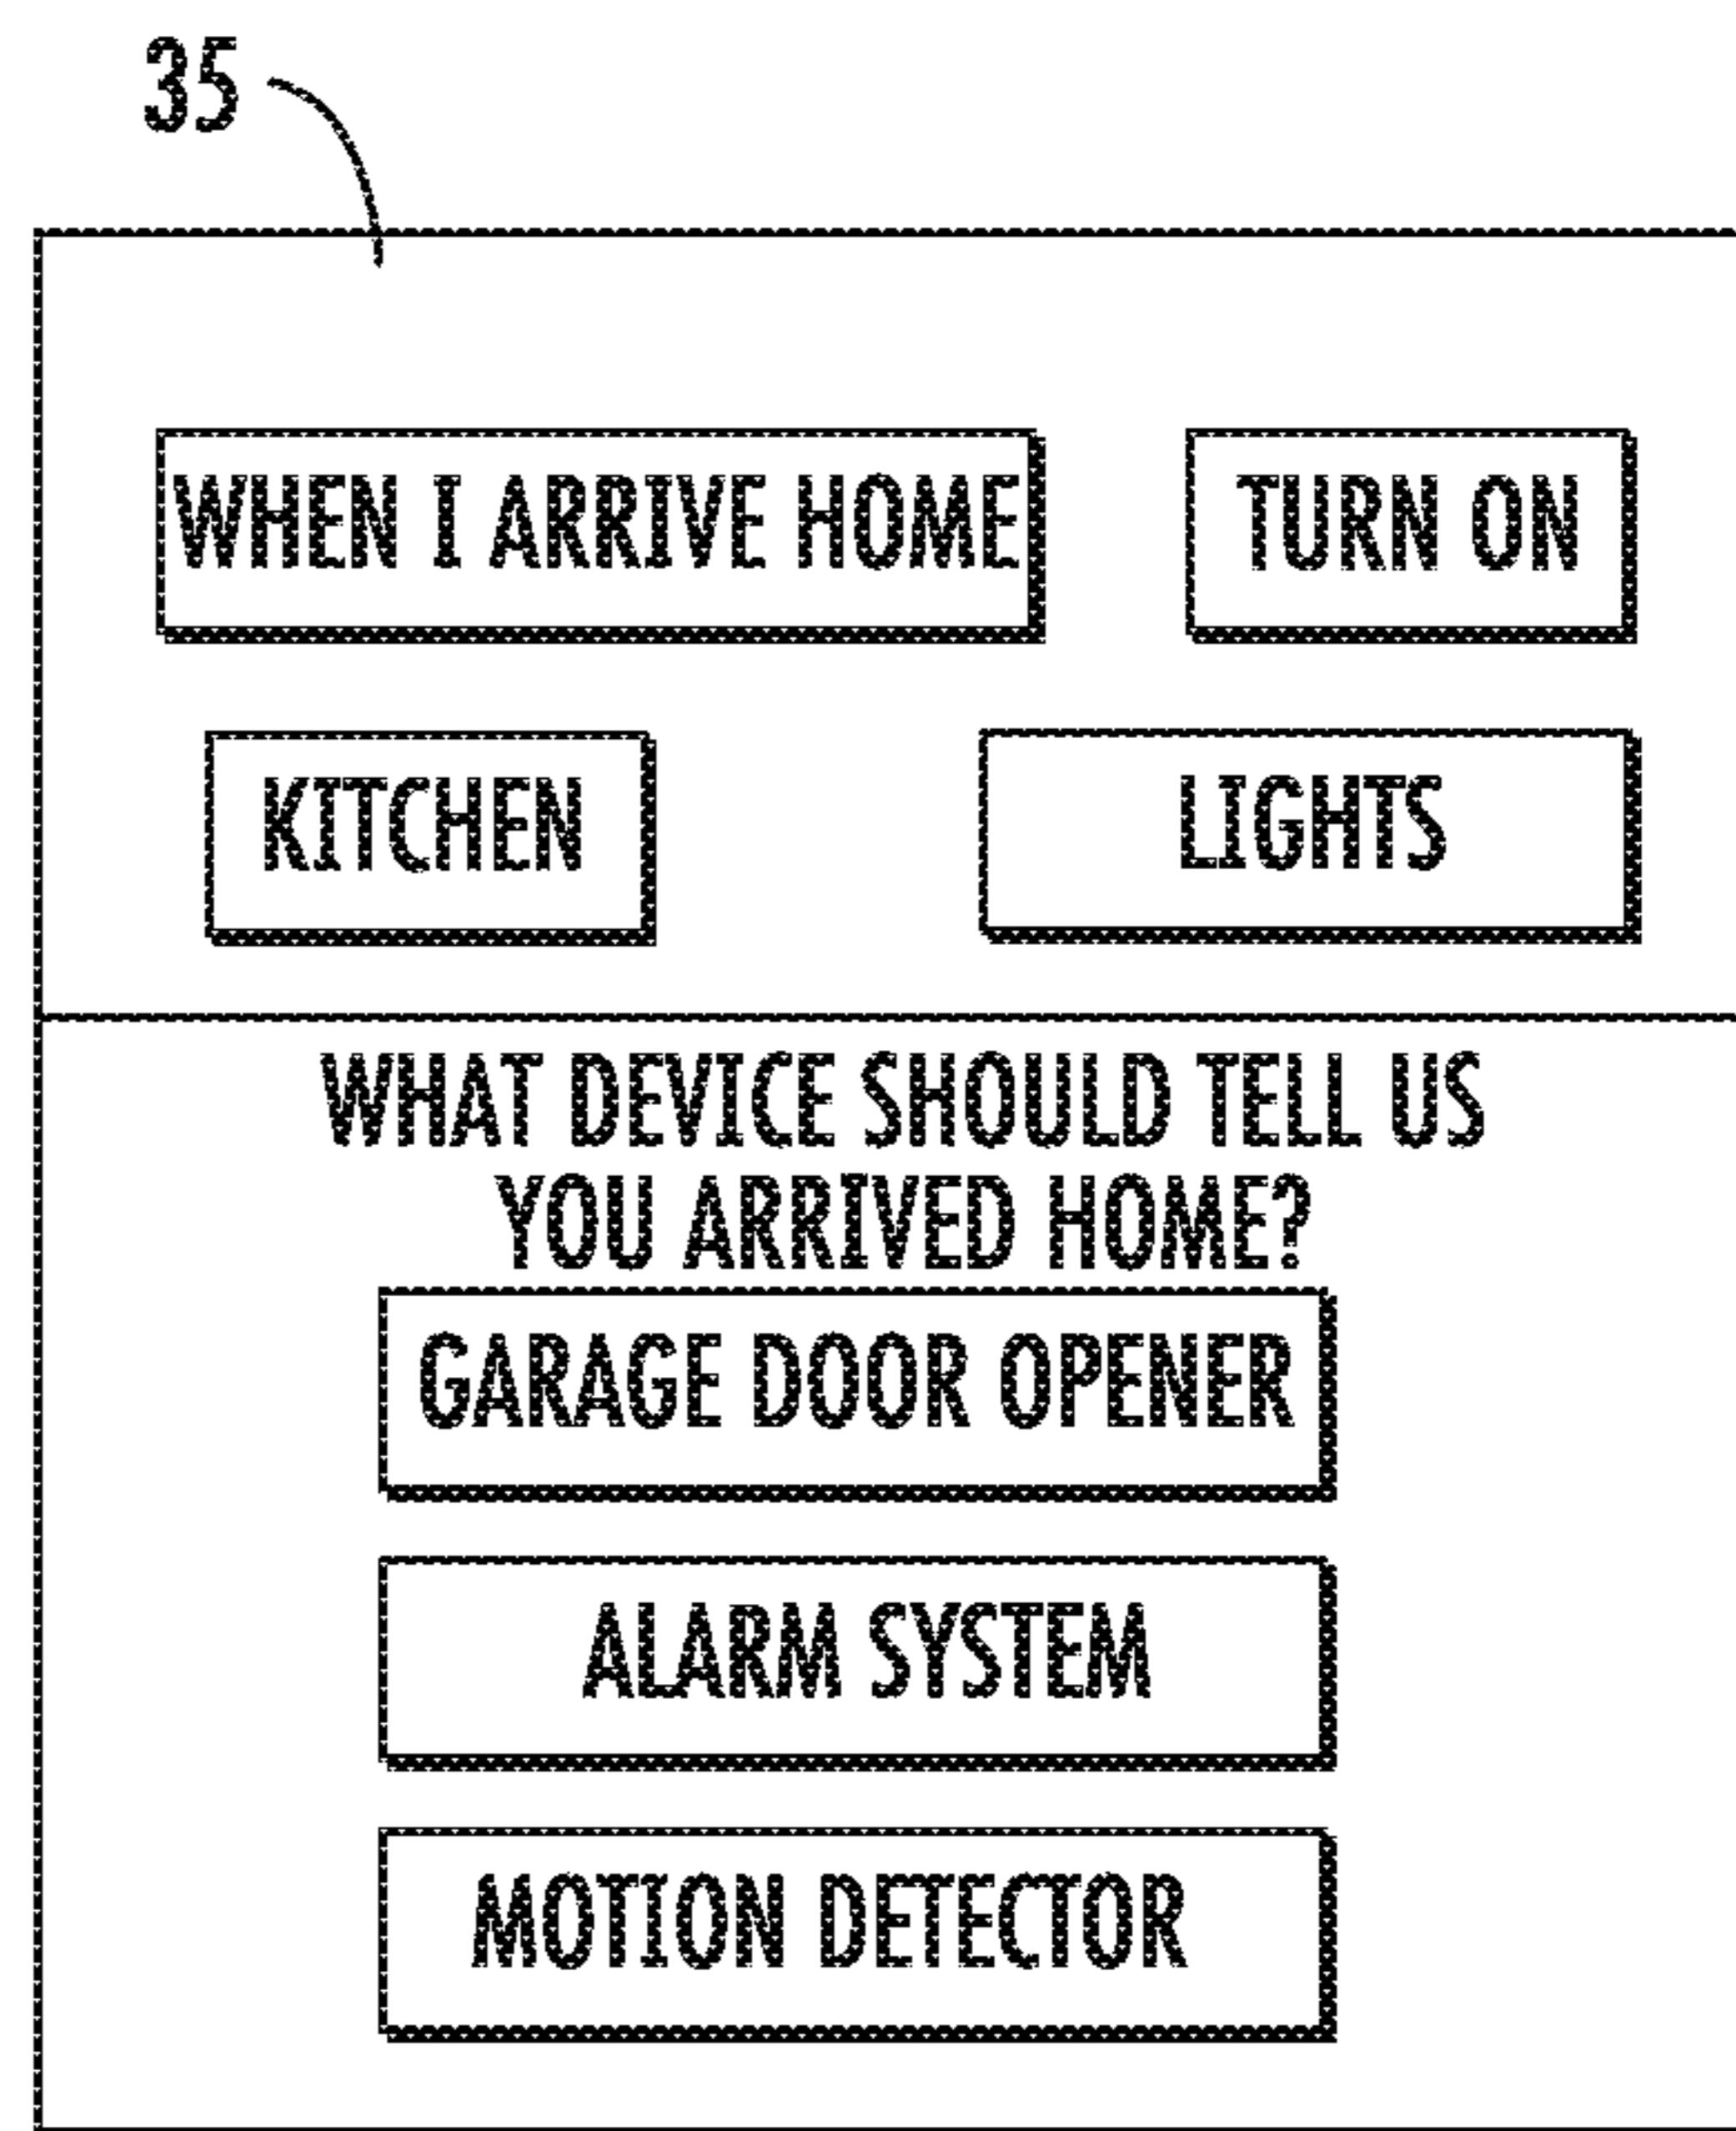 35
WHEN I ARRIVE HOME TURN ON
KITCHEN LIGHTS
WHAT DEVICE SHOULD TELL US
YOU ARRIVED HOME?
GARAGE DOOR OPENER
ALARM SYSTEM
MOTION DETECTOR